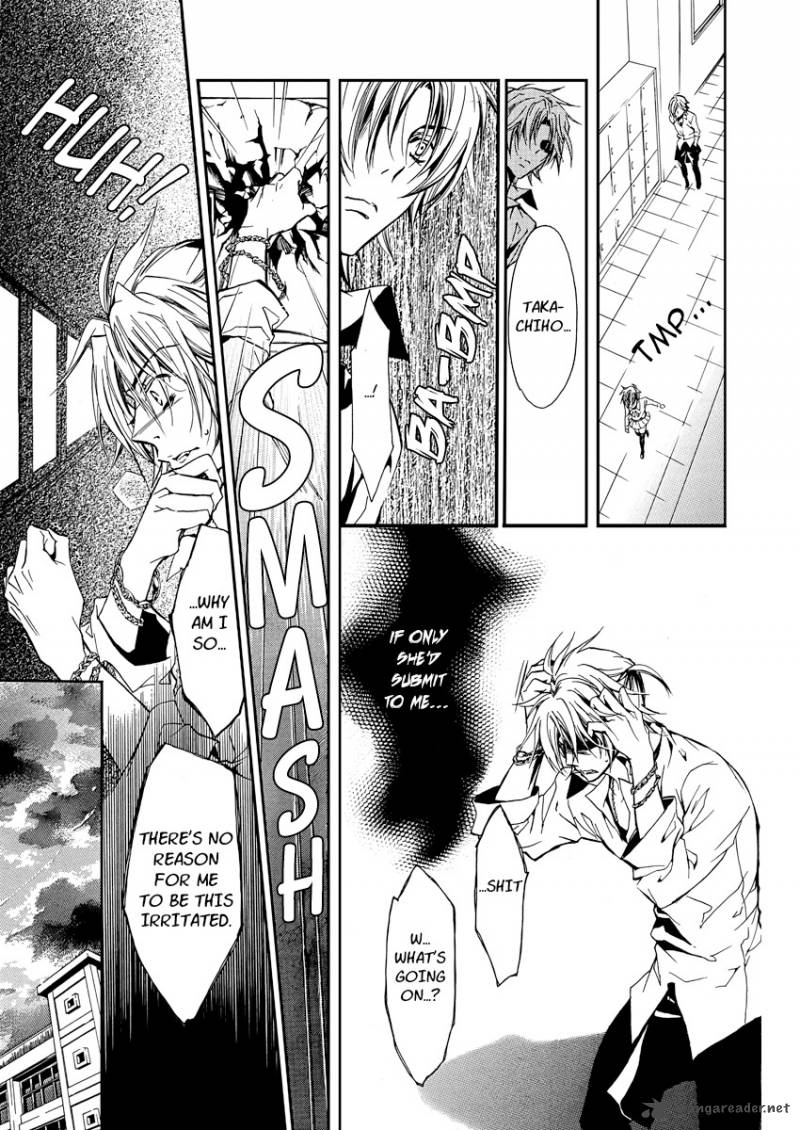 TMP...
TAKA-
CHIHO...
BA-BMP
....!
SMASH
HUH!
...WHY
AM I
SO...
THERE'S NO
REASON
FOR ME
TO BE THIS
IRRITATED.
IF ONLY
SHE'D
SUBMIT
TO ME...
...SHIT
W...
WHAT'S
GOING
ON...?
mangareader.net